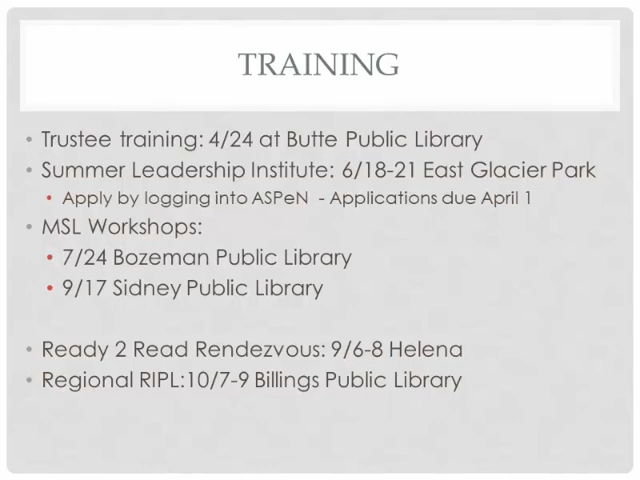 TRAINING
• Trustee training: 4/24 at Butte Public Library
• Summer Leadership Institute: 6/18-21 East Glacier Park
• Apply by logging into ASPeN - Applications due April 1
• MSL Workshops:
• 7/24 Bozeman Public Library
• 9/17 Sidney Public Library
• Ready 2 Read Rendezvous: 9/6-8 Helena
• Regional RIPL:10/7-9 Billings Public Library